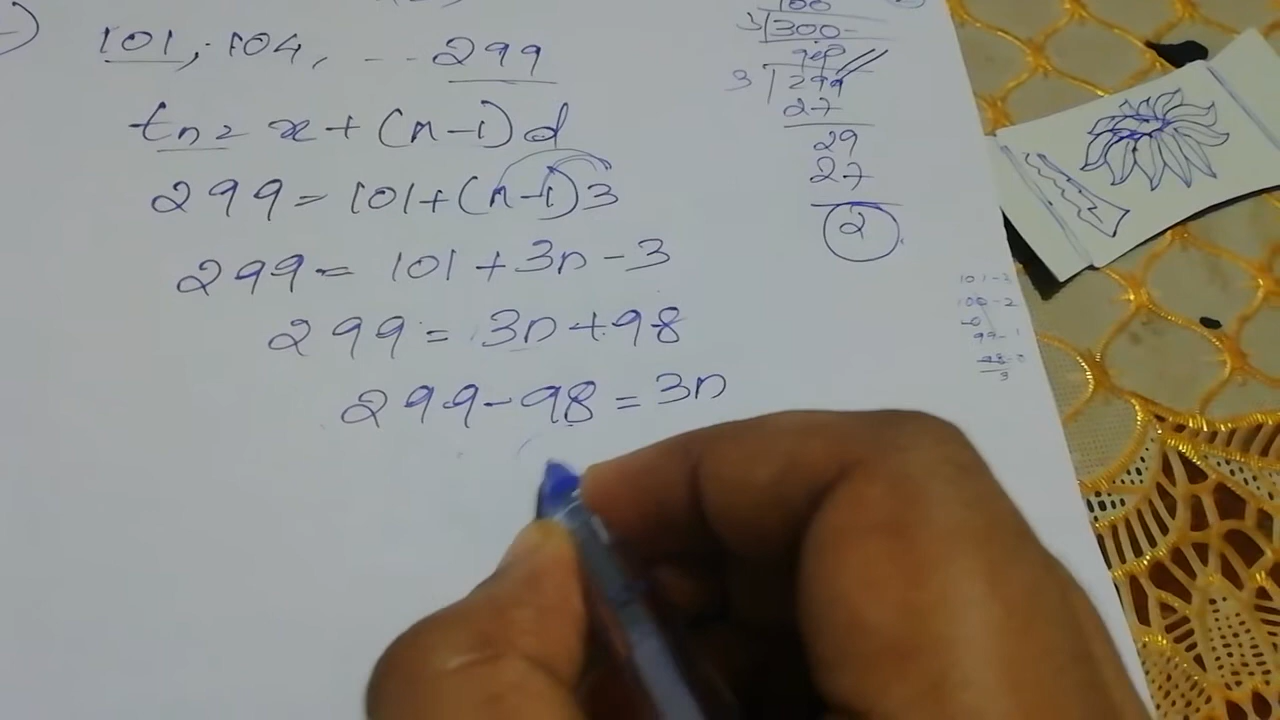 101, 104, --- 299
tn = x + (n-1)d
299 = 101 + (n-1)3
299 = 101 + 3n - 3
299 = 3n + 98
299 - 98 = 3n
100
3 300
3 299
27
29
27
2